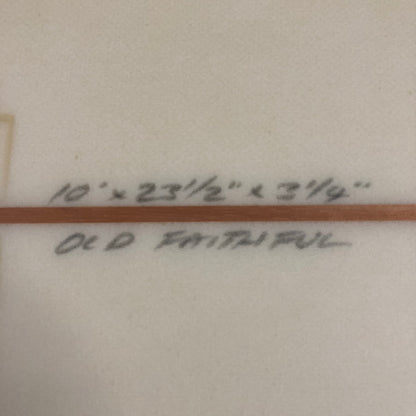 10' x 23 1/2" x 3 1/4"
OLD FAITHFUL